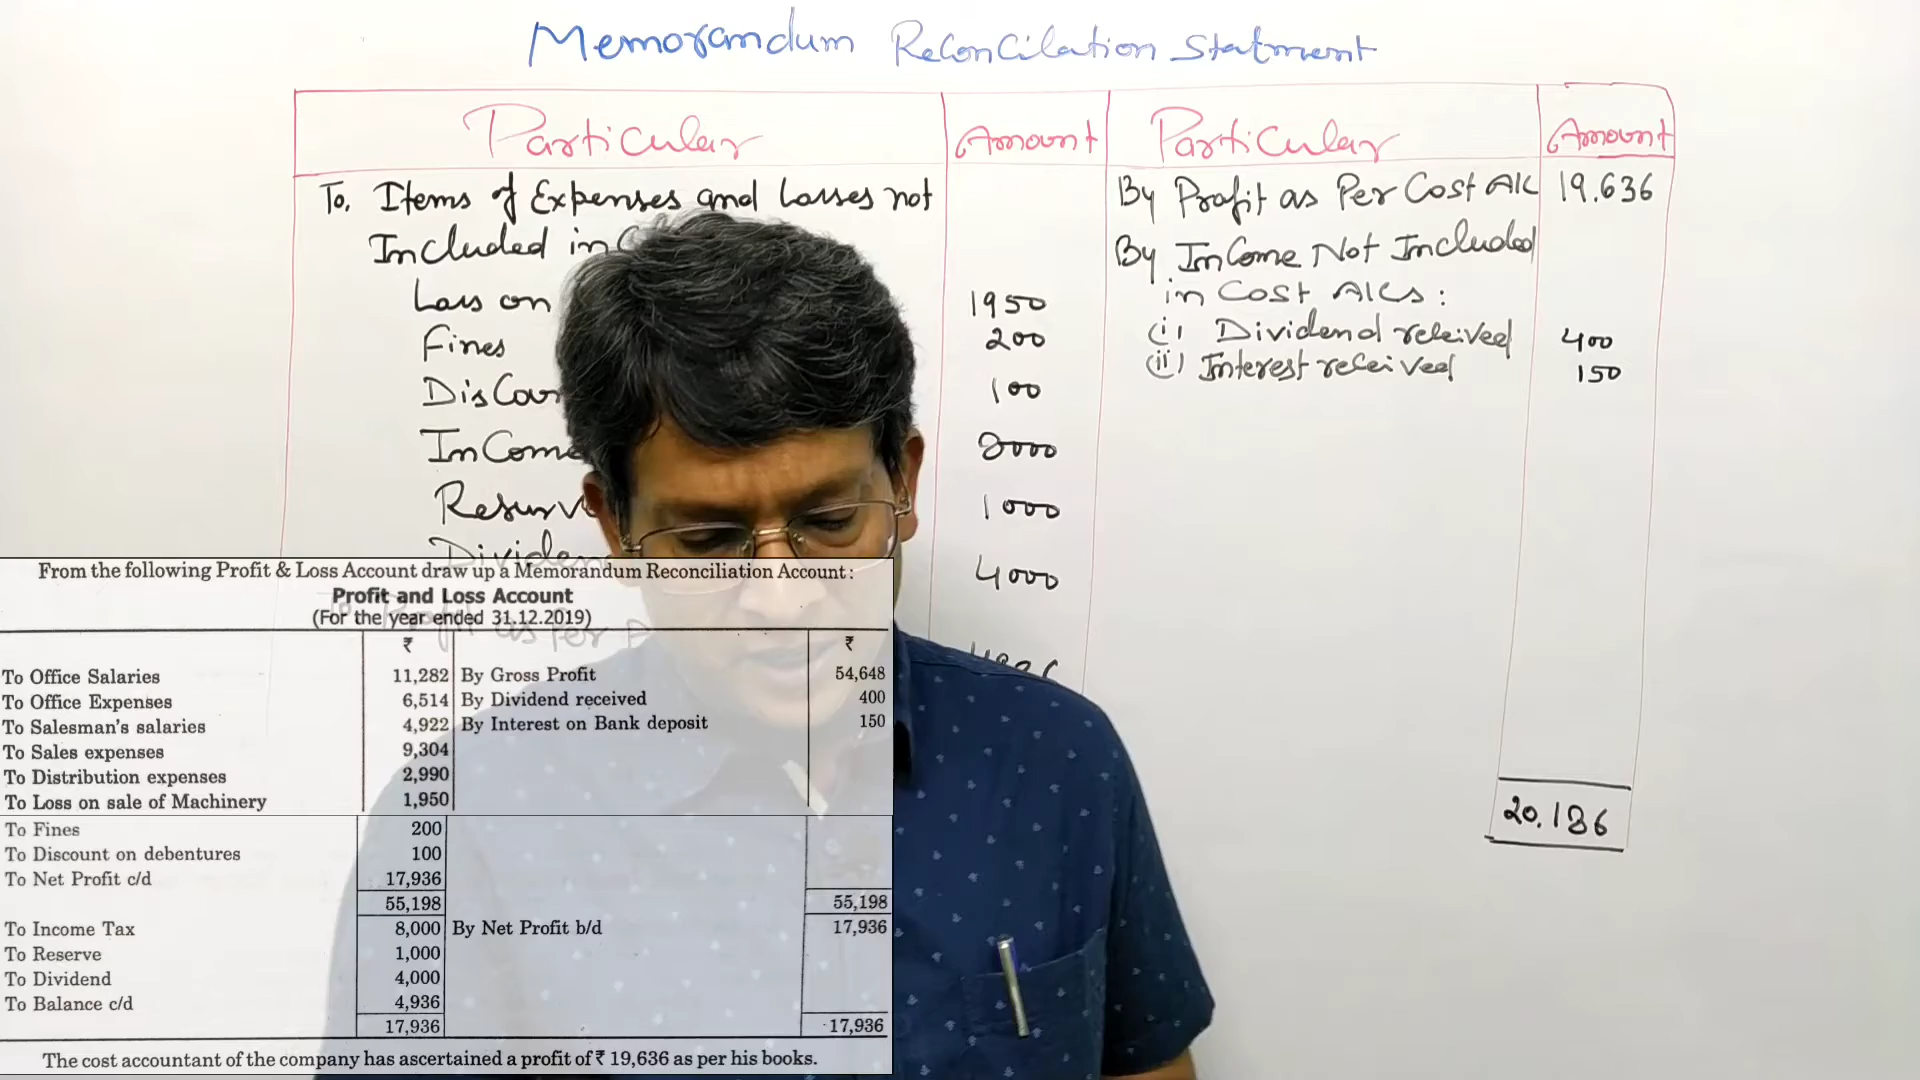 Memorandum Reconcilation Statment
Particular Amount Particular Amount
To, Items of Expenses and Losses not
Included in
Loss on 1950
Fines 200
100
8000
1000
4000
By Profit as Per Cost A/C 19.636
By InCome Not Included
in Cost A/Cs :
(i) Dividend received 400
(ii) Interest received 150
20.186
From the following Profit & Loss Account draw up a Memorandum Reconciliation Account:
Profit and Loss Account
(For the year ended 31.12.2019)
₹ ₹
To Office Salaries 11,282 By Gross Profit 54,648
To Office Expenses 6,514 By Dividend received 400
To Salesman's salaries 4,922 By Interest on Bank deposit 150
To Sales expenses 9,304
To Distribution expenses 2,990
To Loss on sale of Machinery 1,950
To Fines 200
To Discount on debentures 100
To Net Profit c/d 17,936
55,198 55,198
To Income Tax 8,000 By Net Profit b/d 17,936
To Reserve 1,000
To Dividend 4,000
To Balance c/d 4,936
17,936 17,936
The cost accountant of the company has ascertained a profit of ₹ 19,636 as per his books.